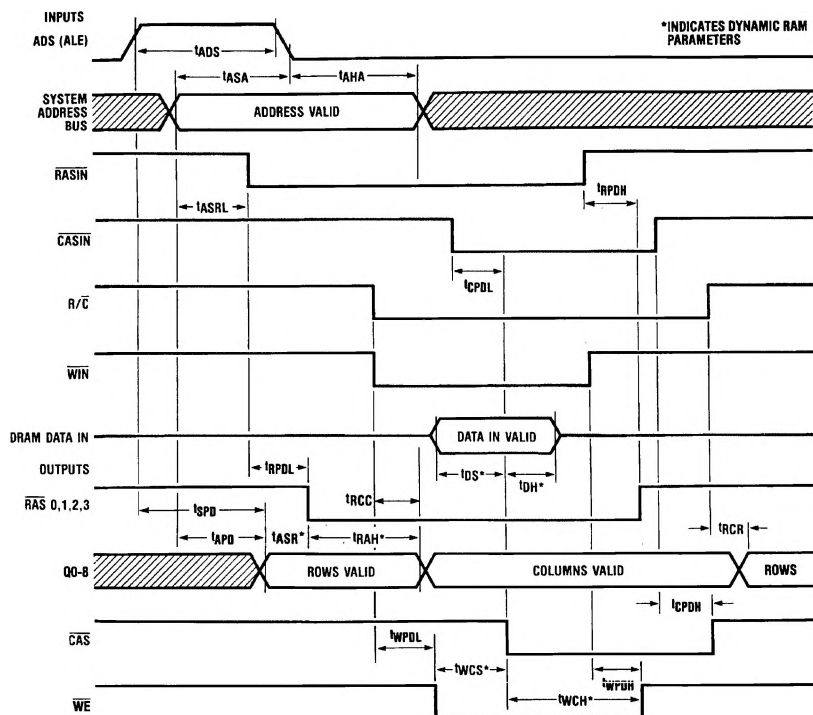 INPUTS
ADS (ALE)
*INDICATES DYNAMIC RAM
PARAMETERS
tADS
tASA
tAHA
SYSTEM
ADDRESS
BUS
ADDRESS VALID
RASIN
tRPDH
tASRL
CASIN
tCPDL
R/C
WIN
DRAM DATA IN
DATA IN VALID
OUTPUTS
tRPDL
tDS*
tDH*
RAS 0,1,2,3
tSPD
tRCC
tAPD
tASR*
tRAH*
tRCR
Q0-8
ROWS VALID
COLUMNS VALID
ROWS
tCPDH
CAS
tWPDL
tWCS*
tWPDH
tWCH*
WE